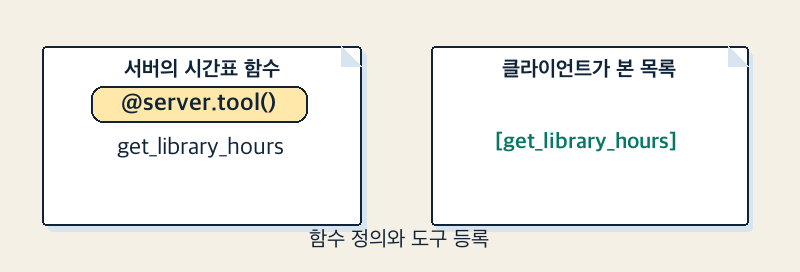 서버의 시간표 함수
@server.tool()
get_library_hours
클라이언트가 본 목록
[get_library_hours]
함수 정의와 도구 등록